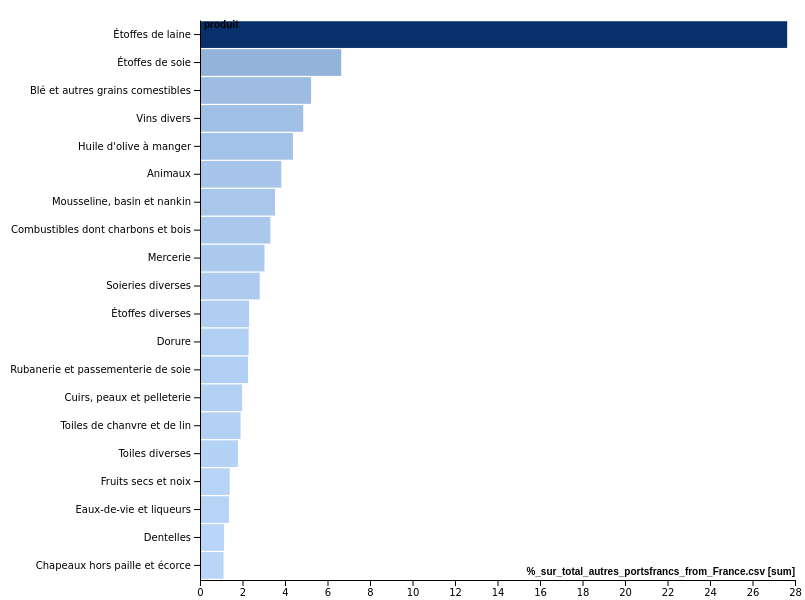 produit
Étoffes de laine
Étoffes de soie
Blé et autres grains comestibles
Vins divers
Huile d'olive à manger
Animaux
Mousseline, basin et nankin
Combustibles dont charbons et bois
Mercerie
Soieries diverses
Étoffes diverses
Dorure
Rubanerie et passementerie de soie
Cuirs, peaux et pelleterie
Toiles de chanvre et de lin
Toiles diverses
Fruits secs et noix
Eaux-de-vie et liqueurs
Dentelles
Chapeaux hors paille et écorce
%_sur_total_autres_portsfrancs_from_France.csv [sum]
0 2 4 6 8 10 12 14 16 18 20 22 24 26 28